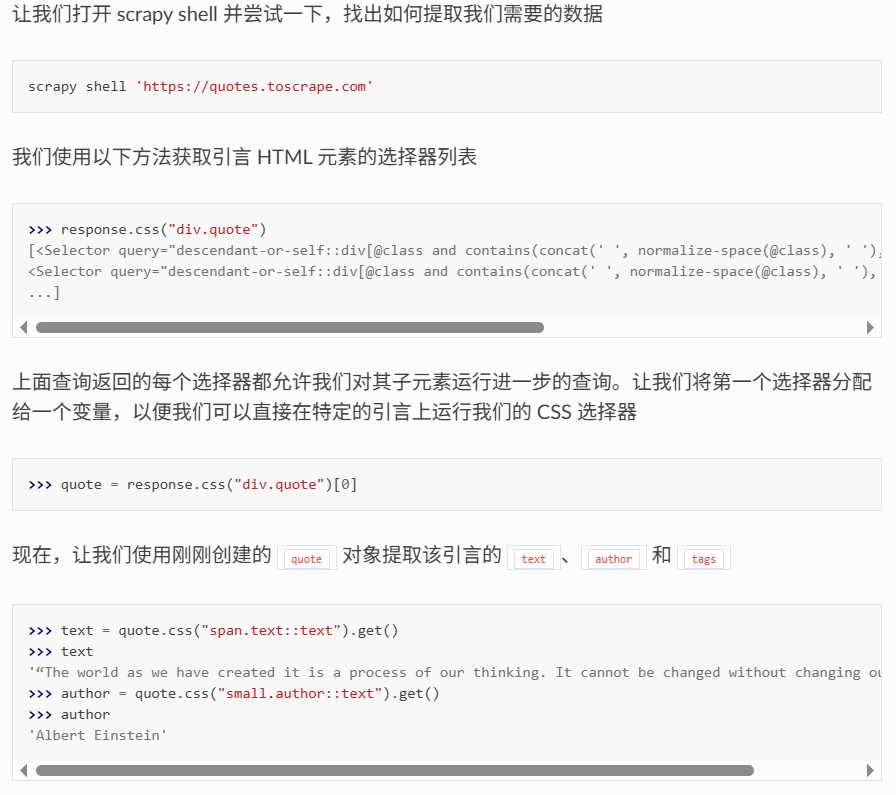 让我们打开 scrapy shell 并尝试一下，找出如何提取我们需要的数据
scrapy shell 'https://quotes.toscrape.com'
我们使用以下方法获取引言 HTML 元素的选择器列表
>>> response.css("div.quote")
[<Selector query="descendant-or-self::div[@class and contains(concat(' ', normalize-space(@class), ' '),
<Selector query="descendant-or-self::div[@class and contains(concat(' ', normalize-space(@class), ' '),
...]
上面查询返回的每个选择器都允许我们对其子元素运行进一步的查询。让我们将第一个选择器分配
给一个变量，以便我们可以直接在特定的引言上运行我们的 CSS 选择器
>>> quote = response.css("div.quote")[0]
现在，让我们使用刚刚创建的 quote 对象提取该引言的 text 、 author 和 tags
>>> text = quote.css("span.text::text").get()
>>> text
'“The world as we have created it is a process of our thinking. It cannot be changed without changing
>>> author = quote.css("small.author::text").get()
>>> author
'Albert Einstein'